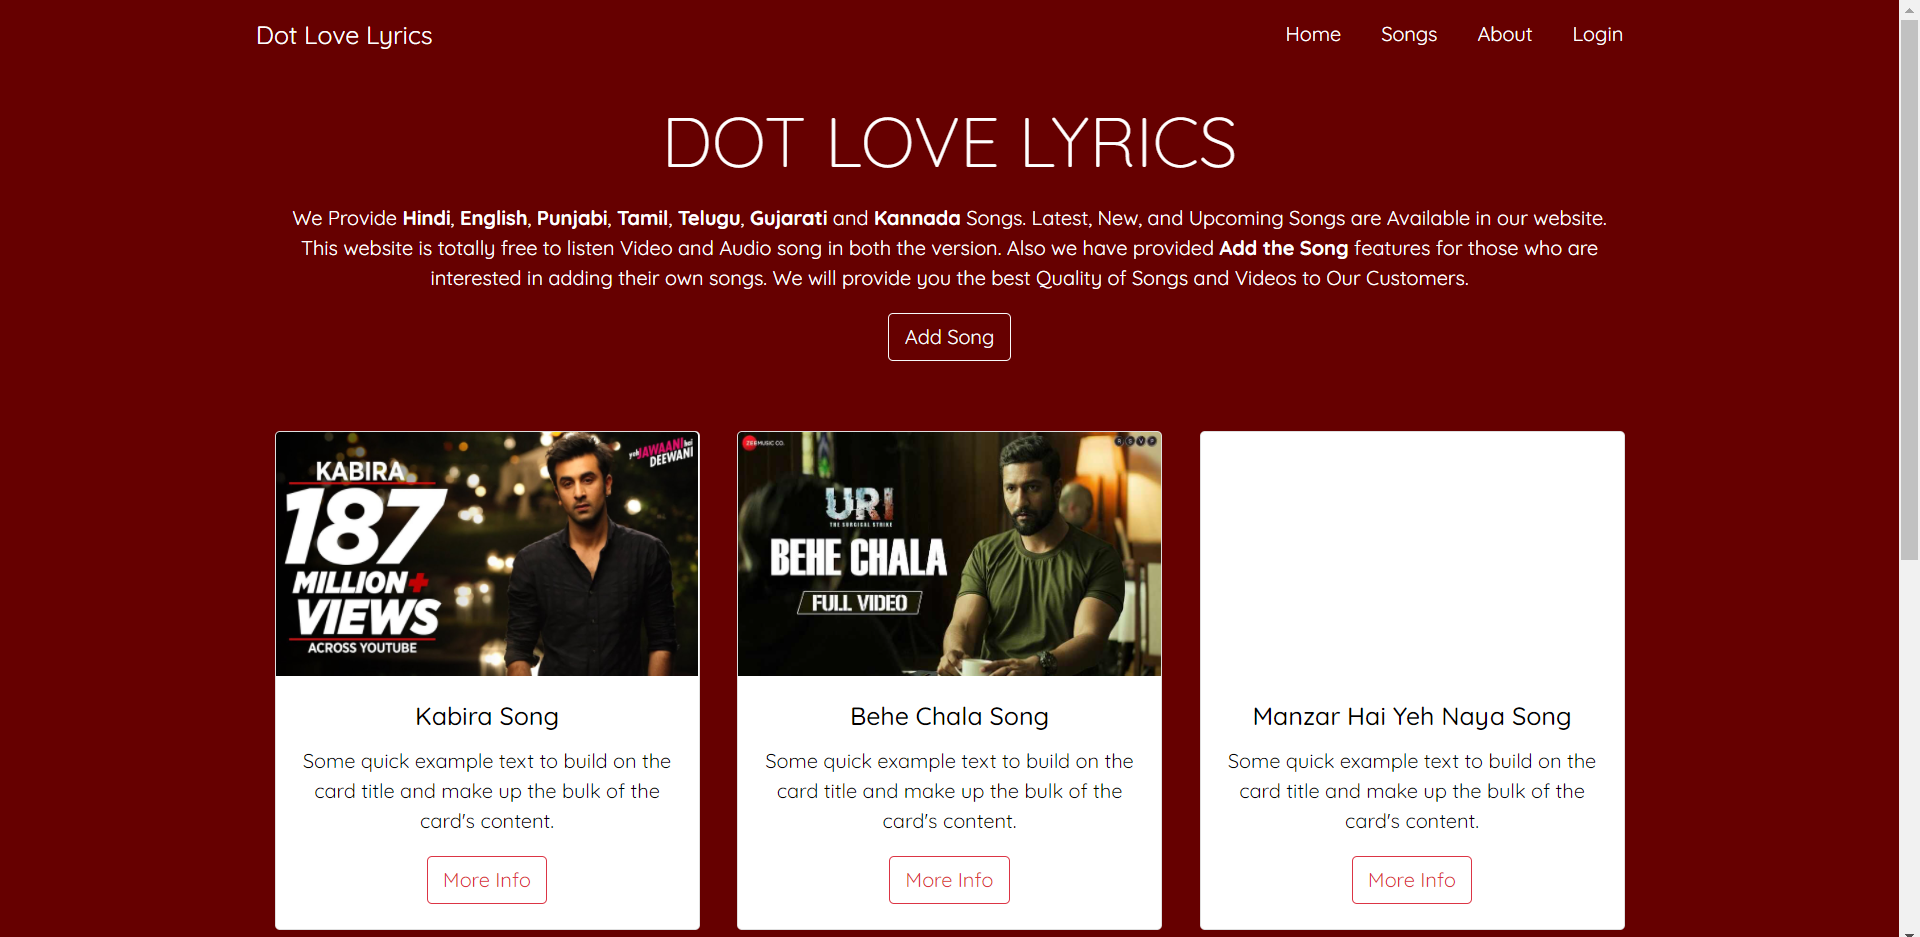 Dot Love Lyrics
Home Songs About Login
DOT LOVE LYRICS
We Provide Hindi, English, Punjabi, Tamil, Telugu, Gujarati and Kannada Songs. Latest, New, and Upcoming Songs are Available in our website.
This website is totally free to listen Video and Audio song in both the version. Also we have provided Add the Song features for those who are
interested in adding their own songs. We will provide you the best Quality of Songs and Videos to Our Customers.
Add Song
yeh JAWAANI hai
DEEWANI
KABIRA
187
MILLION+
VIEWS
ACROSS YOUTUBE
Kabira Song
Some quick example text to build on the
card title and make up the bulk of the
card's content.
More Info
ZEE MUSIC CO.
RSVP
URI
THE SURGICAL STRIKE
BEHE CHALA
FULL VIDEO
Behe Chala Song
Some quick example text to build on the
card title and make up the bulk of the
card's content.
More Info
Manzar Hai Yeh Naya Song
Some quick example text to build on the
card title and make up the bulk of the
card's content.
More Info